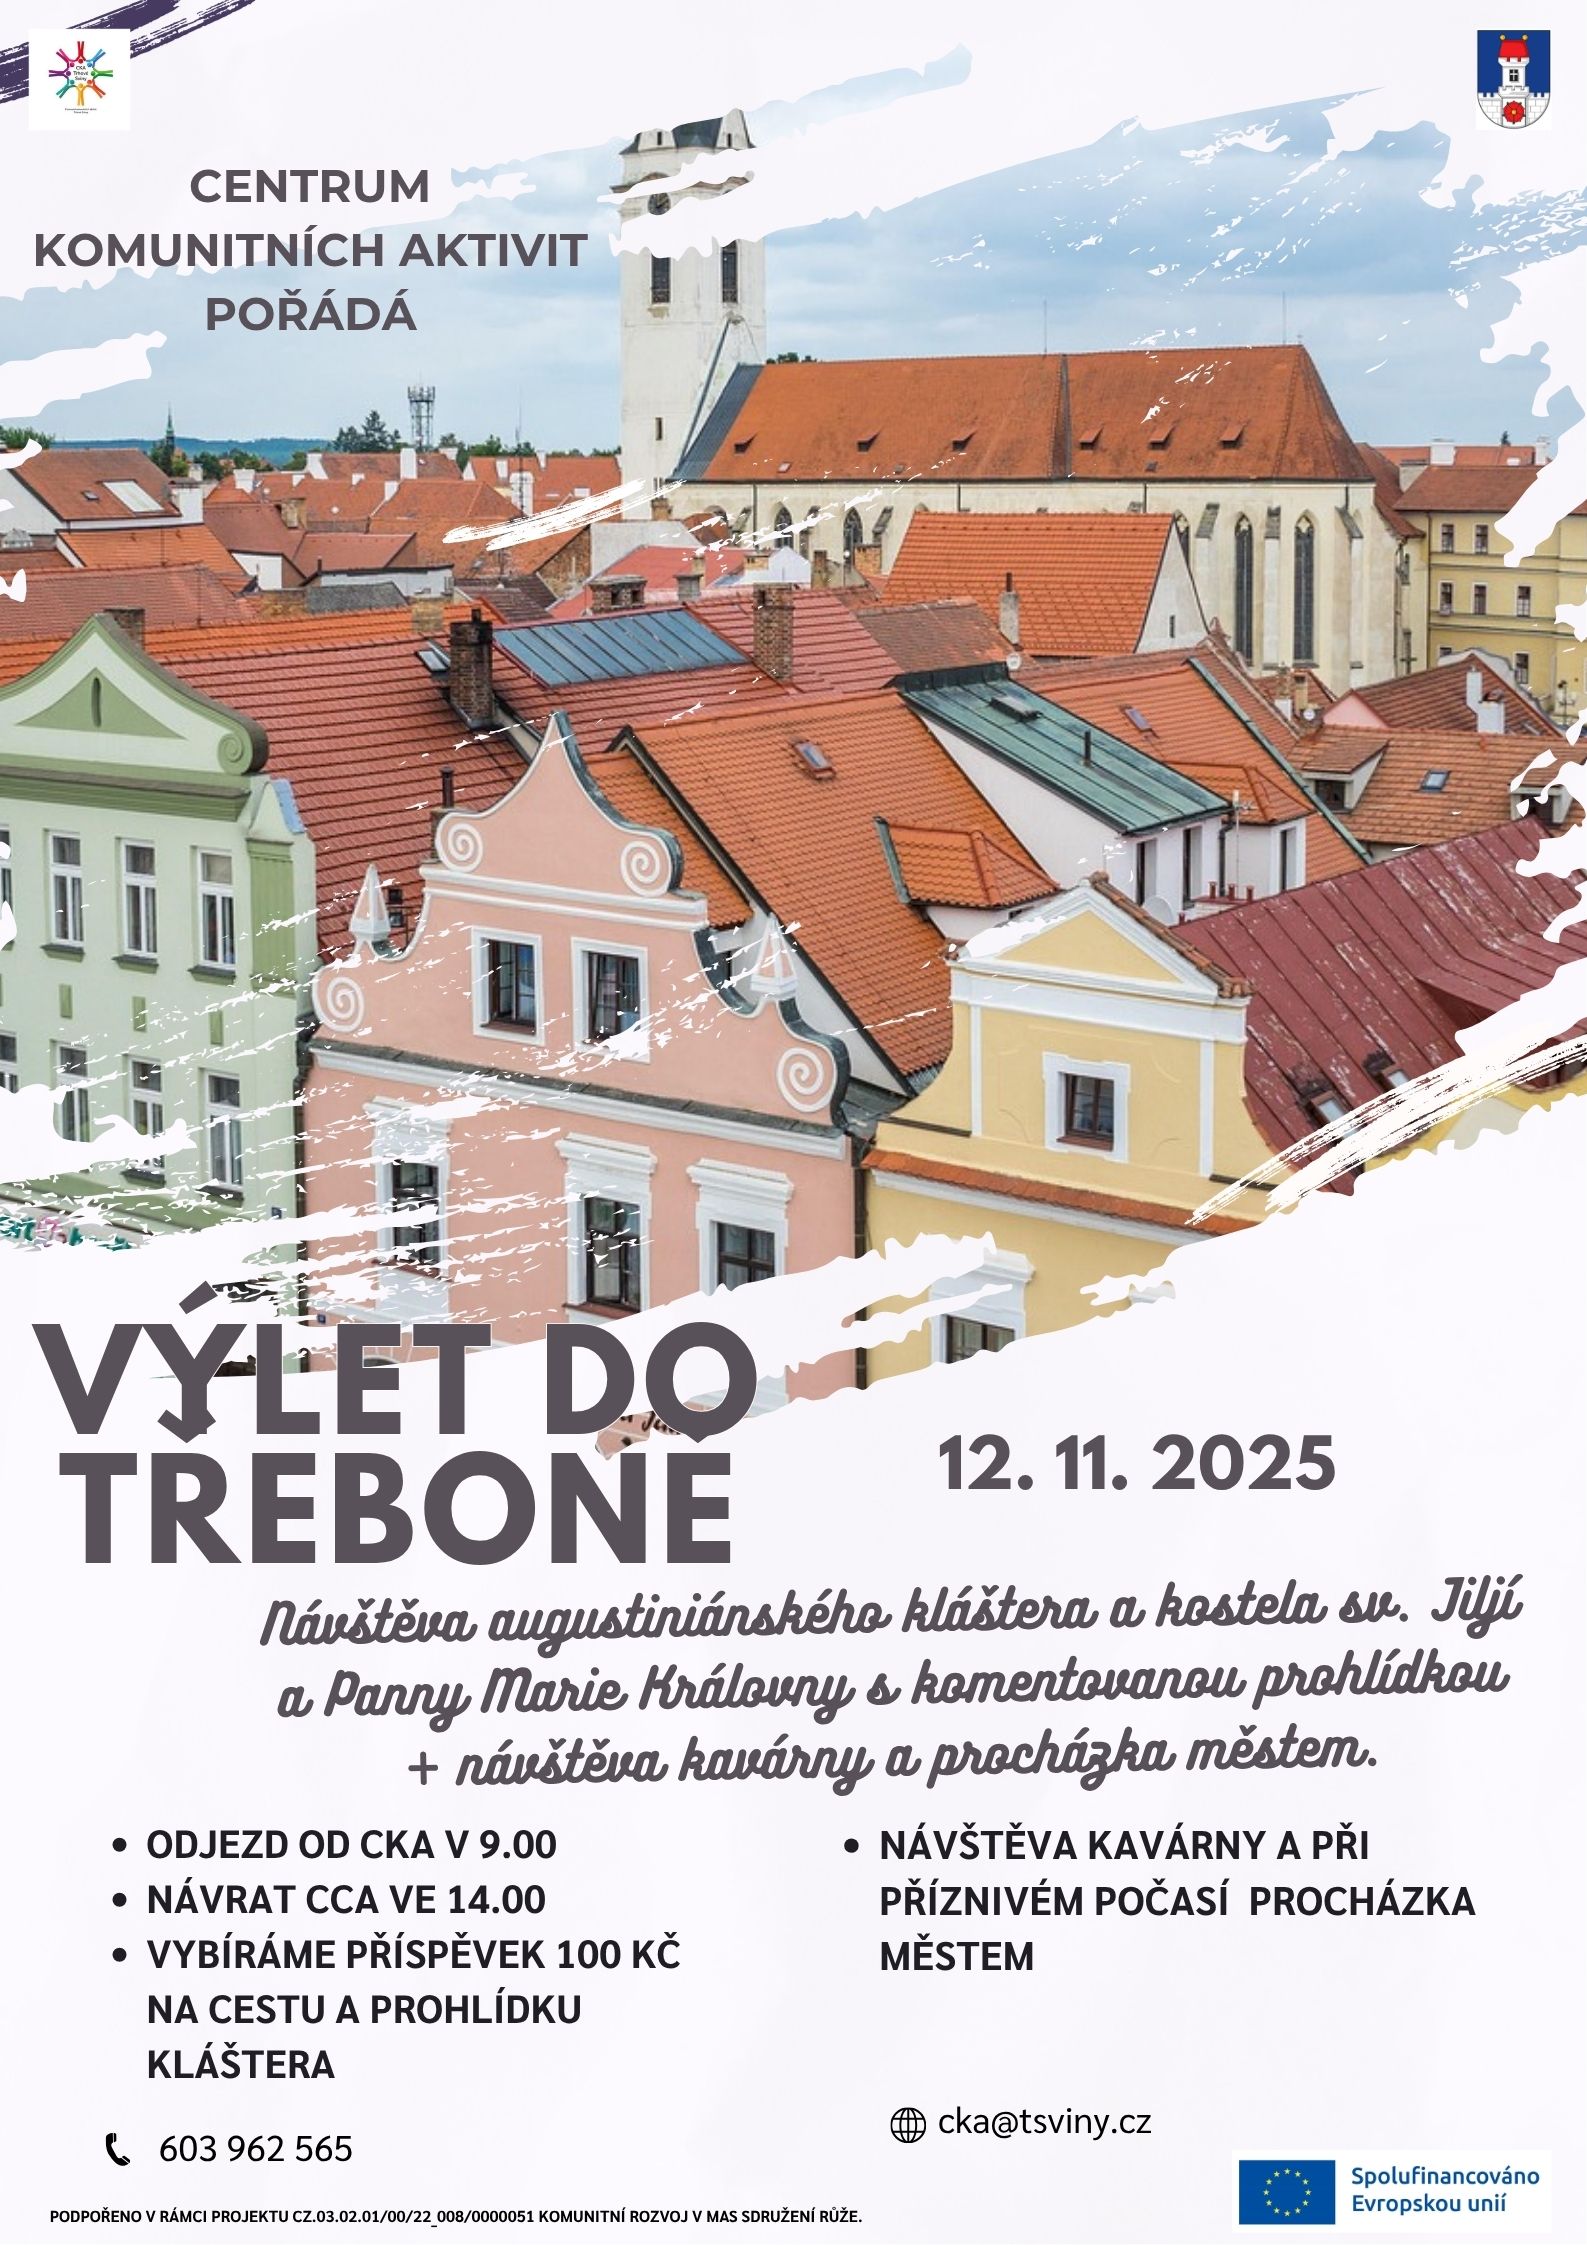 CKA
Trhové
Sviny
CENTRUM
KOMUNITNÍCH AKTIVIT
POŘÁDÁ
VÝLET DO
TŘEBONĚ
12. 11. 2025
Návštěva augustiniánského kláštera a kostela sv. Jiljí
a Panny Marie Královny s komentovanou prohlídkou
+ návštěva kavárny a procházka městem.
• ODJEZD OD CKA V 9.00
• NÁVRAT CCA VE 14.00
• VYBÍRÁME PŘÍSPĚVEK 100 KČ
NA CESTU A PROHLÍDKU
KLÁŠTERA
• NÁVŠTĚVA KAVÁRNY A PŘI
PŘÍZNIVÉM POČASÍ PROCHÁZKA
MĚSTEM
603 962 565
cka@tsviny.cz
Spolufinancováno
Evropskou unií
PODPOŘENO V RÁMCI PROJEKTU CZ.03.02.01/00/22_008/0000051 KOMUNITNÍ ROZVOJ V MAS SDRUŽENÍ RŮŽE.